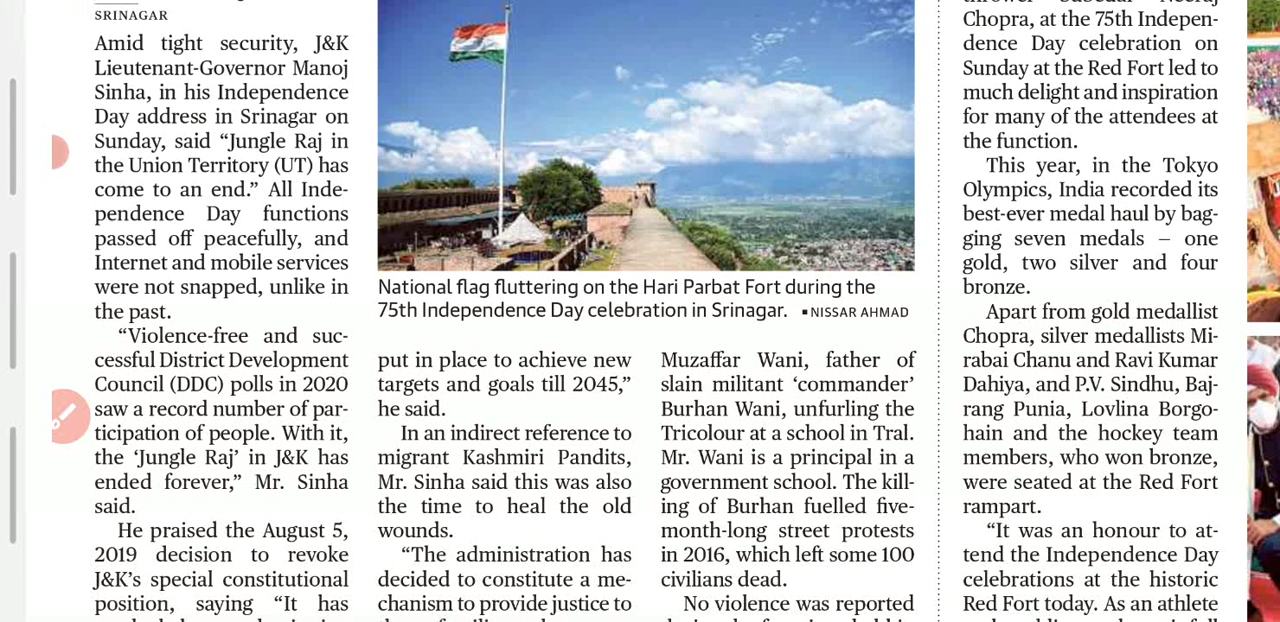 SRINAGAR
Amid tight security, J&K
Lieutenant-Governor Manoj
Sinha, in his Independence
Day address in Srinagar on
Sunday, said “Jungle Raj in
the Union Territory (UT) has
come to an end.” All Inde-
pendence Day functions
passed off peacefully, and
Internet and mobile services
were not snapped, unlike in
the past.
“Violence-free and suc-
cessful District Development
Council (DDC) polls in 2020
saw a record number of par-
ticipation of people. With it,
the ‘Jungle Raj’ in J&K has
ended forever,” Mr. Sinha
said.
He praised the August 5,
2019 decision to revoke
J&K’s special constitutional
position, saying “It has
National flag fluttering on the Hari Parbat Fort during the
75th Independence Day celebration in Srinagar. ▪ NISSAR AHMAD
put in place to achieve new
targets and goals till 2045,”
he said.
In an indirect reference to
migrant Kashmiri Pandits,
Mr. Sinha said this was also
the time to heal the old
wounds.
“The administration has
decided to constitute a me-
chanism to provide justice to
Muzaffar Wani, father of
slain militant ‘commander’
Burhan Wani, unfurling the
Tricolour at a school in Tral.
Mr. Wani is a principal in a
government school. The kill-
ing of Burhan fuelled five-
month-long street protests
in 2016, which left some 100
civilians dead.
No violence was reported
thrower Subedar Neeraj
Chopra, at the 75th Indepen-
dence Day celebration on
Sunday at the Red Fort led to
much delight and inspiration
for many of the attendees at
the function.
This year, in the Tokyo
Olympics, India recorded its
best-ever medal haul by bag-
ging seven medals – one
gold, two silver and four
bronze.
Apart from gold medallist
Chopra, silver medallists Mi-
rabai Chanu and Ravi Kumar
Dahiya, and P.V. Sindhu, Baj-
rang Punia, Lovlina Borgo-
hain and the hockey team
members, who won bronze,
were seated at the Red Fort
rampart.
“It was an honour to at-
tend the Independence Day
celebrations at the historic
Red Fort today. As an athlete